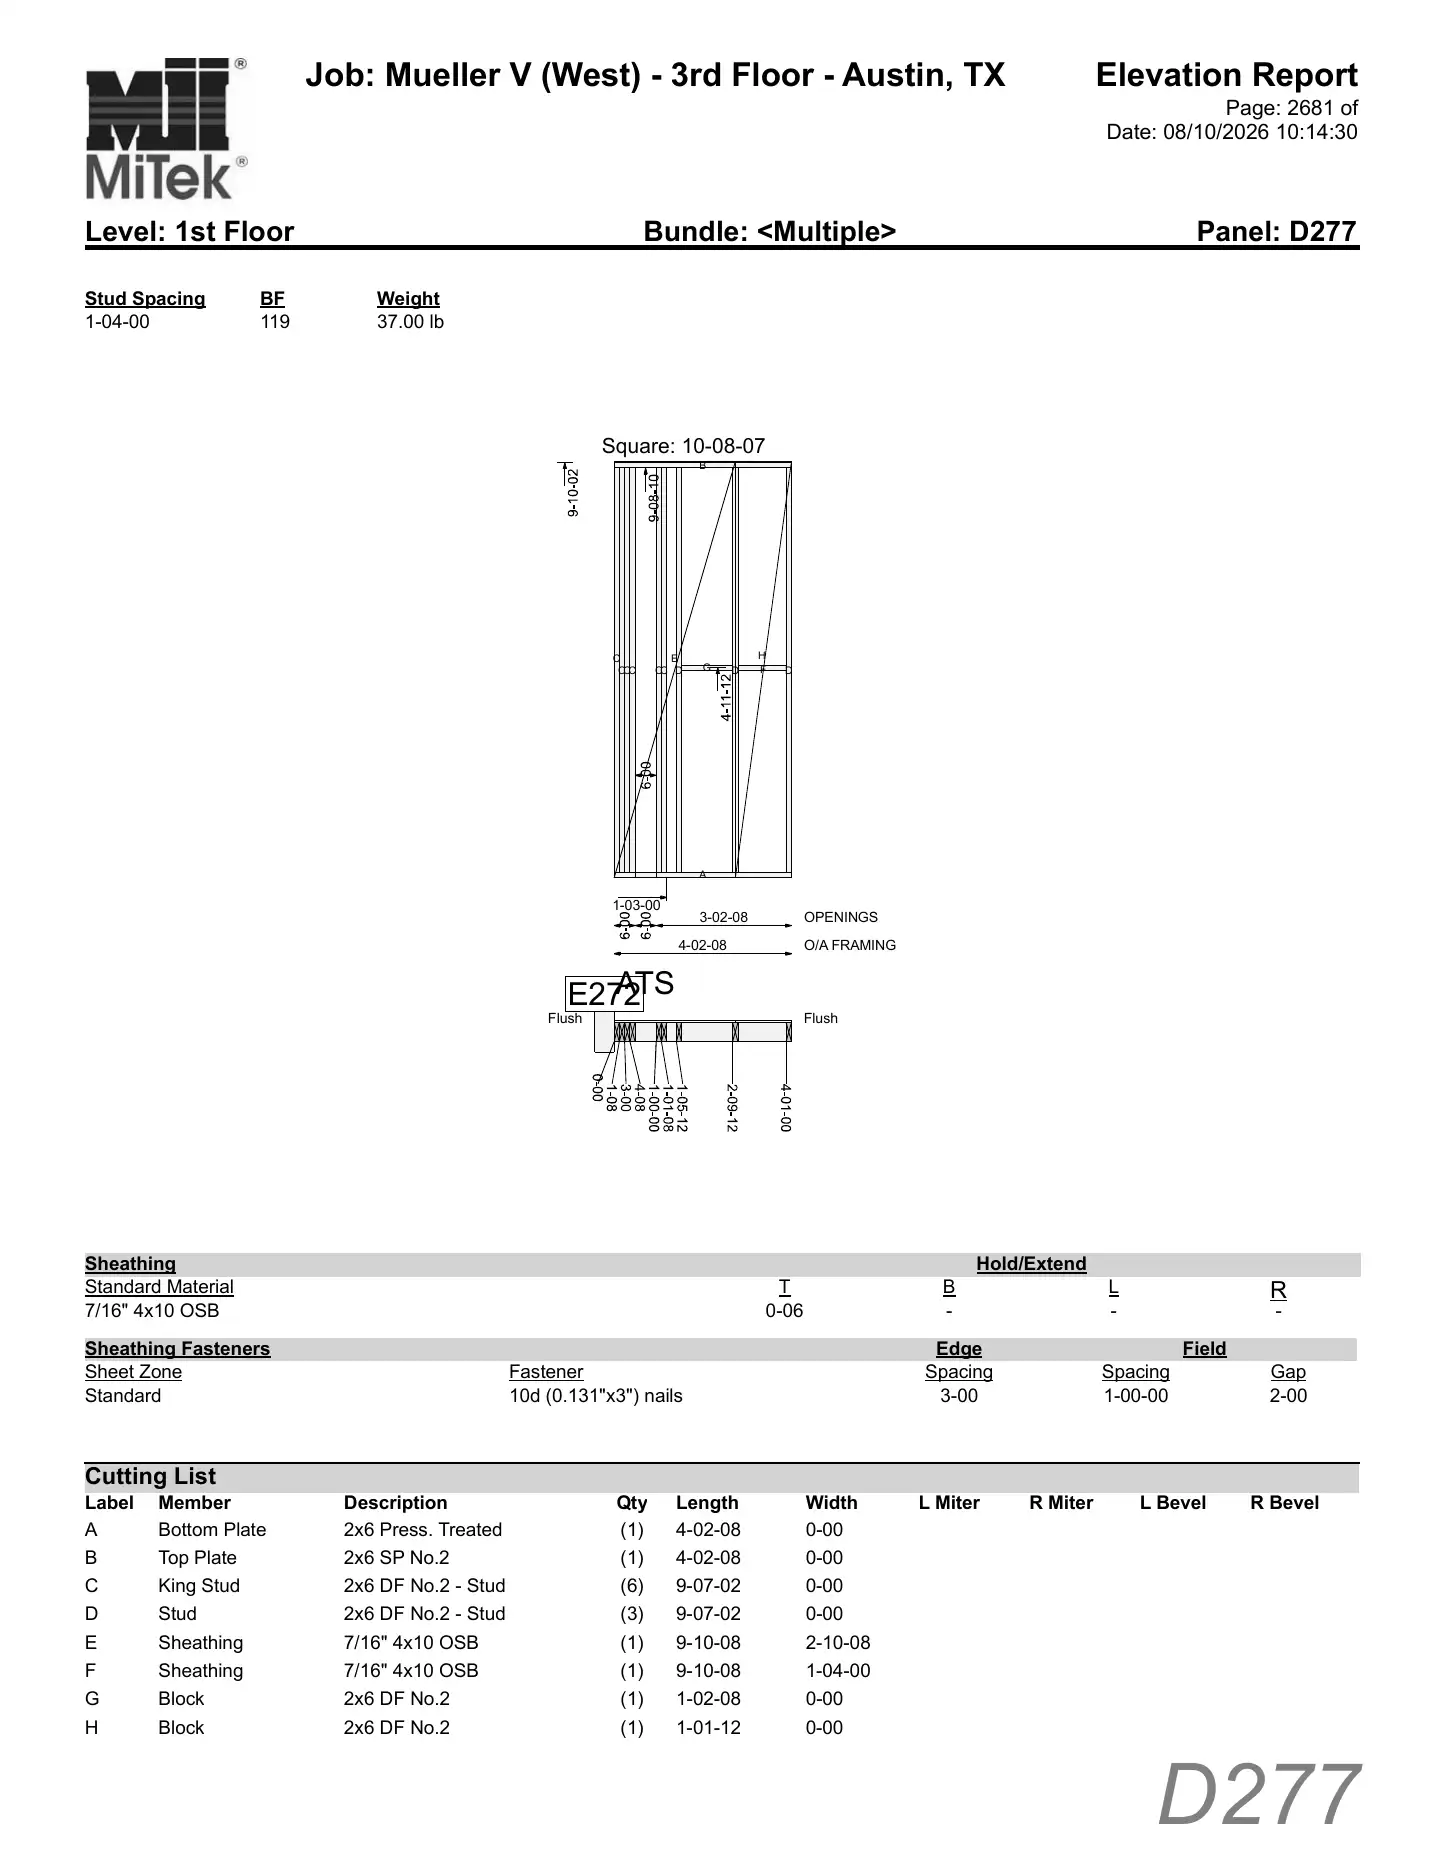 Job: Mueller V (West) - 3rd Floor - Austin, TX
Elevation Report
Page: 2681 of
Date: 08/10/2026 10:14:30
MiTek®
Level: 1st Floor Bundle: <Multiple> Panel: D277
Stud Spacing BF Weight
1-04-00 119 37.00 lb
Square: 10-08-07
B
9-10-02
9-08-10
C E G H
F
4-11-12
6-00
A
1-03-00
6-00 6-00 3-02-08 OPENINGS
4-02-08 O/A FRAMING
ATS
E272
Flush Flush
0-00 1-08 3-00 4-08 1-00-00 1-01-08 1-05-12 2-09-12 4-01-00
Sheathing Hold/Extend
Standard Material T B L R
7/16" 4x10 OSB 0-06 - - -
Sheathing Fasteners Edge Field
Sheet Zone Fastener Spacing Spacing Gap
Standard 10d (0.131"x3") nails 3-00 1-00-00 2-00
Cutting List
Label Member Description Qty Length Width L Miter R Miter L Bevel R Bevel
A Bottom Plate 2x6 Press. Treated (1) 4-02-08 0-00
B Top Plate 2x6 SP No.2 (1) 4-02-08 0-00
C King Stud 2x6 DF No.2 - Stud (6) 9-07-02 0-00
D Stud 2x6 DF No.2 - Stud (3) 9-07-02 0-00
E Sheathing 7/16" 4x10 OSB (1) 9-10-08 2-10-08
F Sheathing 7/16" 4x10 OSB (1) 9-10-08 1-04-00
G Block 2x6 DF No.2 (1) 1-02-08 0-00
H Block 2x6 DF No.2 (1) 1-01-12 0-00
D277